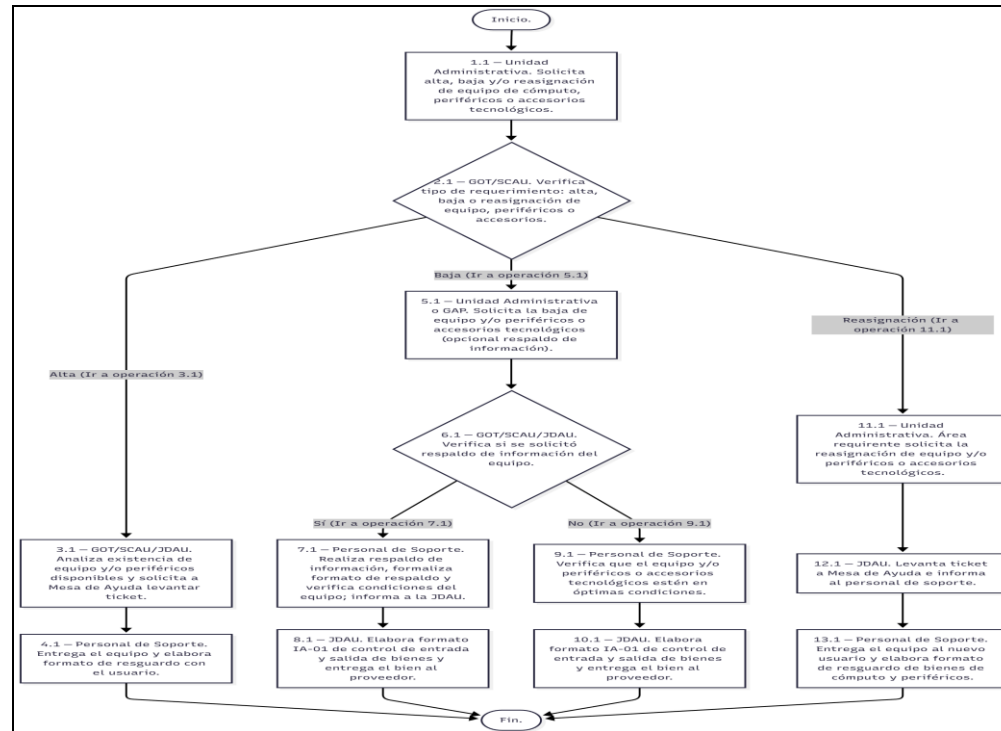 Inicio.
1.1 — Unidad
Administrativa. Solicita
alta, baja y/o reasignación
de equipo de cómputo,
periféricos o accesorios
tecnológicos.
2.1 — GOT/SCAU. Verifica
tipo de requerimiento: alta,
baja o reasignación de
equipo, periféricos o
accesorios.
Baja (Ir a operación 5.1)
5.1 — Unidad Administrativa
o GAP. Solicita la baja de
equipo y/o periféricos o
accesorios tecnológicos
(opcional respaldo de
información).
Reasignación (Ir a
operación 11.1)
Alta (Ir a operación 3.1)
6.1 — GOT/SCAU/JDAU.
Verifica si se solicitó
respaldo de información del
equipo.
11.1 — Unidad
Administrativa. Área
requirente solicita la
reasignación de equipo y/o
periféricos o accesorios
tecnológicos.
Sí (Ir a operación 7.1)
No (Ir a operación 9.1)
3.1 — GOT/SCAU/JDAU.
Analiza existencia de
equipo y/o periféricos
disponibles y solicita a
Mesa de Ayuda levantar
ticket.
7.1 — Personal de Soporte.
Realiza respaldo de
información, formaliza
formato de respaldo y
verifica condiciones del
equipo; informa a la JDAU.
9.1 — Personal de Soporte.
Verifica que el equipo y/o
periféricos o accesorios
tecnológicos estén en
óptimas condiciones.
12.1 — JDAU. Levanta ticket
a Mesa de Ayuda e informa
al personal de soporte.
4.1 — Personal de Soporte.
Entrega el equipo y elabora
formato de resguardo con
el usuario.
8.1 — JDAU. Elabora formato
IA-01 de control de entrada
y salida de bienes y
entrega el bien al
proveedor.
10.1 — JDAU. Elabora
formato IA-01 de control de
entrada y salida de bienes
y entrega el bien al
proveedor.
13.1 — Personal de Soporte.
Entrega el equipo al nuevo
usuario y elabora formato
de resguardo de bienes de
cómputo y periféricos.
Fin.